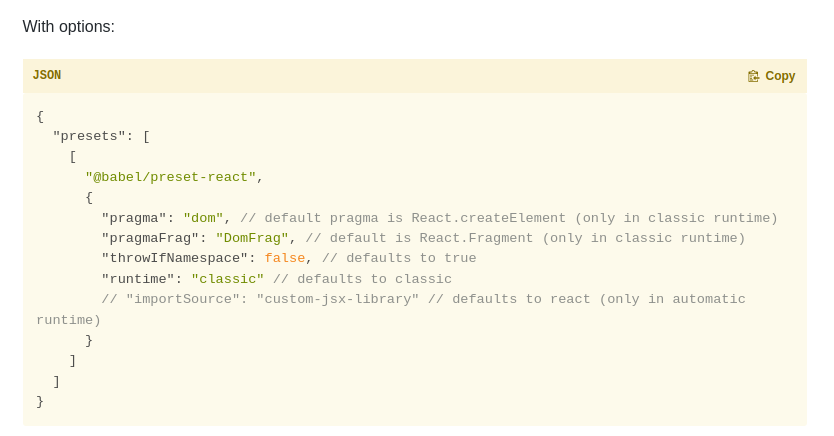 With options:
JSON
Copy
{
  "presets": [
    [
      "@babel/preset-react",
      {
        "pragma": "dom", // default pragma is React.createElement (only in classic runtime)
        "pragmaFrag": "DomFrag", // default is React.Fragment (only in classic runtime)
        "throwIfNamespace": false, // defaults to true
        "runtime": "classic" // defaults to classic
        // "importSource": "custom-jsx-library" // defaults to react (only in automatic
runtime)
      }
    ]
  ]
}